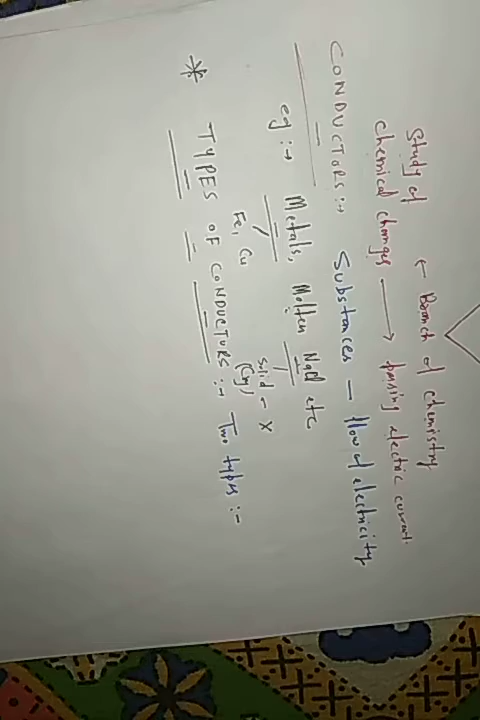 ← Branch of chemistry
Study of
chemical changes ⟶ passing electric current
CONDUCTORS :→ Substances – flow of electricity
eg :→ Metals, Molten NaCl etc
Fe, Cu
solid – x
TYPES OF CONDUCTORS :→ Two types :–